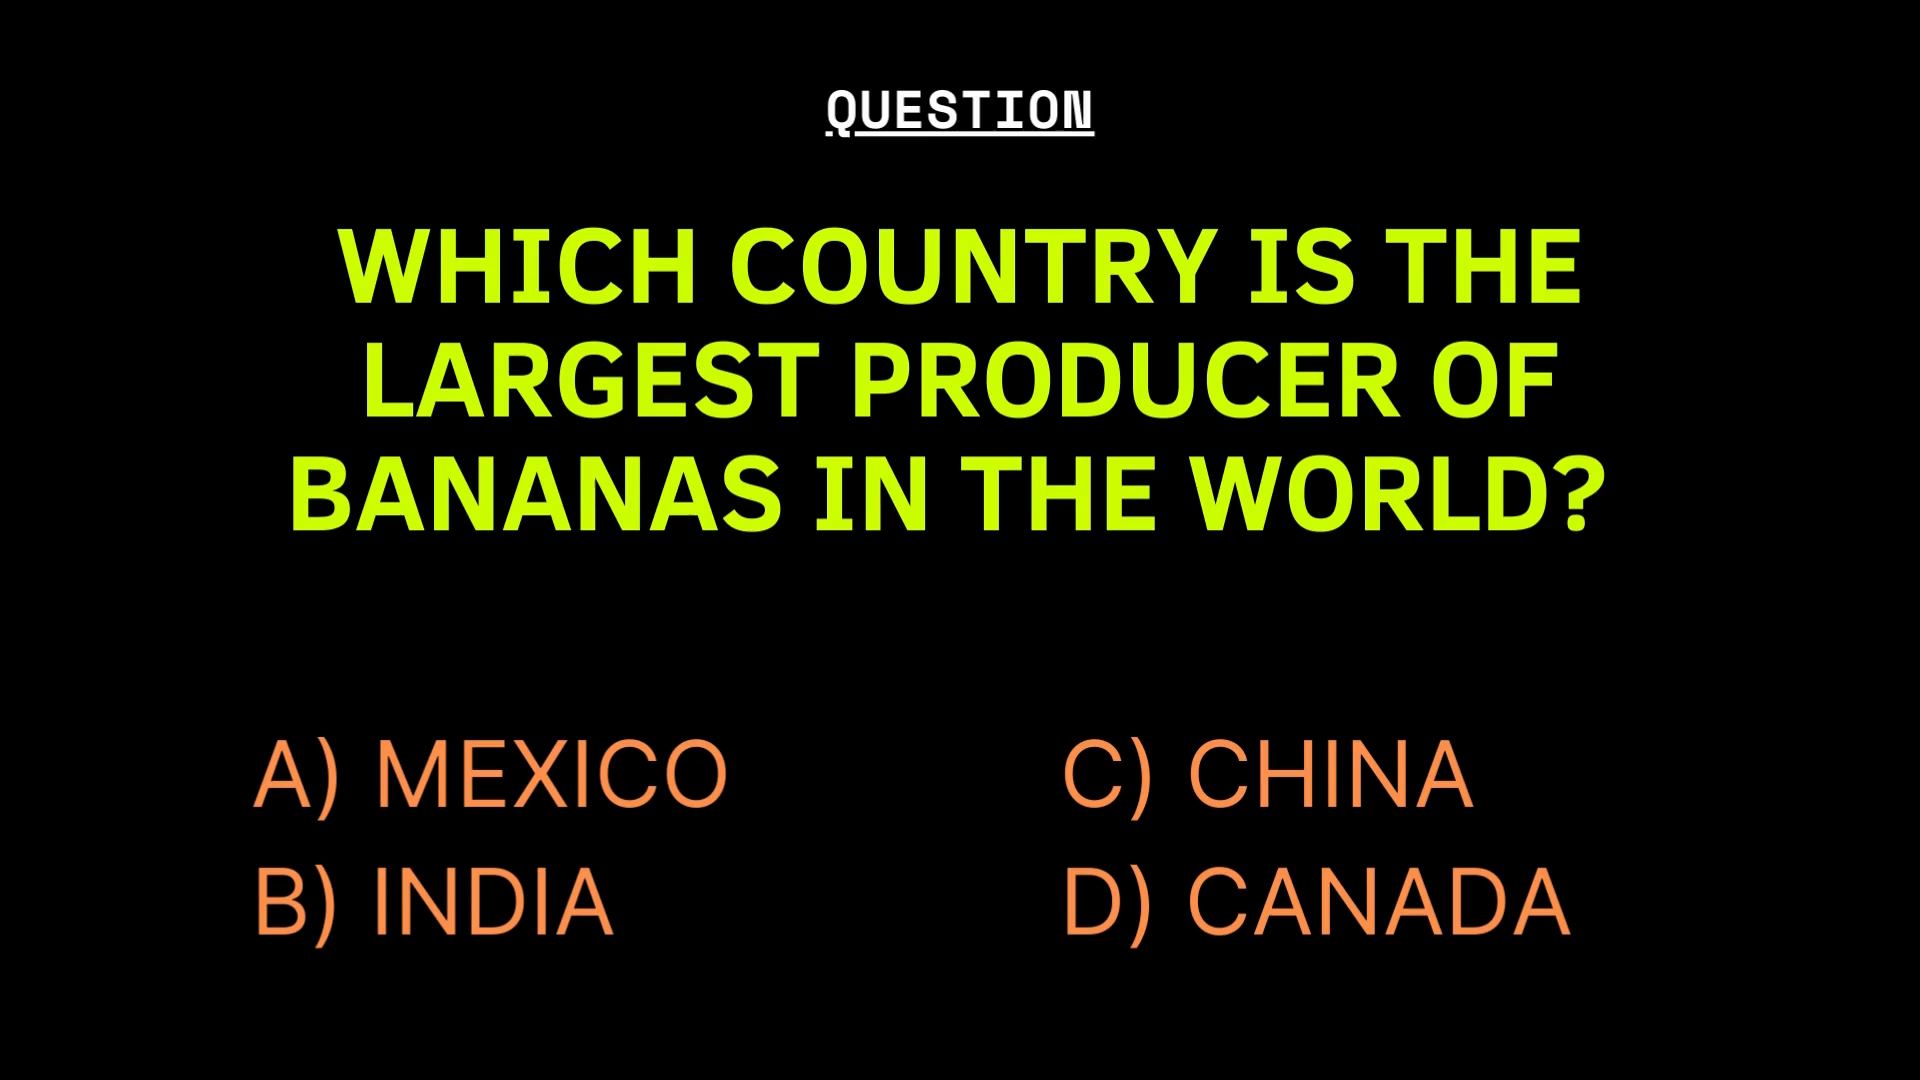 QUESTION
WHICH COUNTRY IS THE
LARGEST PRODUCER OF
BANANAS IN THE WORLD?
A) MEXICO
B) INDIA
C) CHINA
D) CANADA